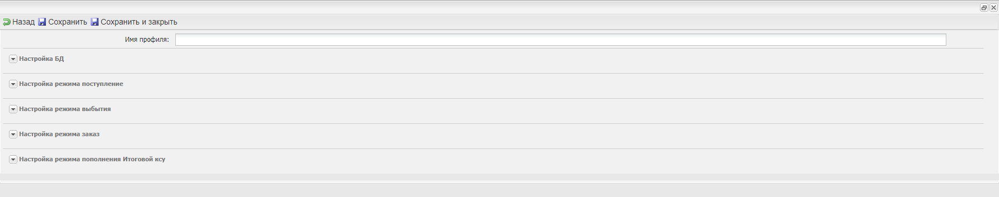 Назад Сохранить Сохранить и закрыть
Имя профиля:
Настройка БД
Настройка режима поступление
Настройка режима выбытия
Настройка режима заказ
Настройка режима пополнения Итоговой ксу